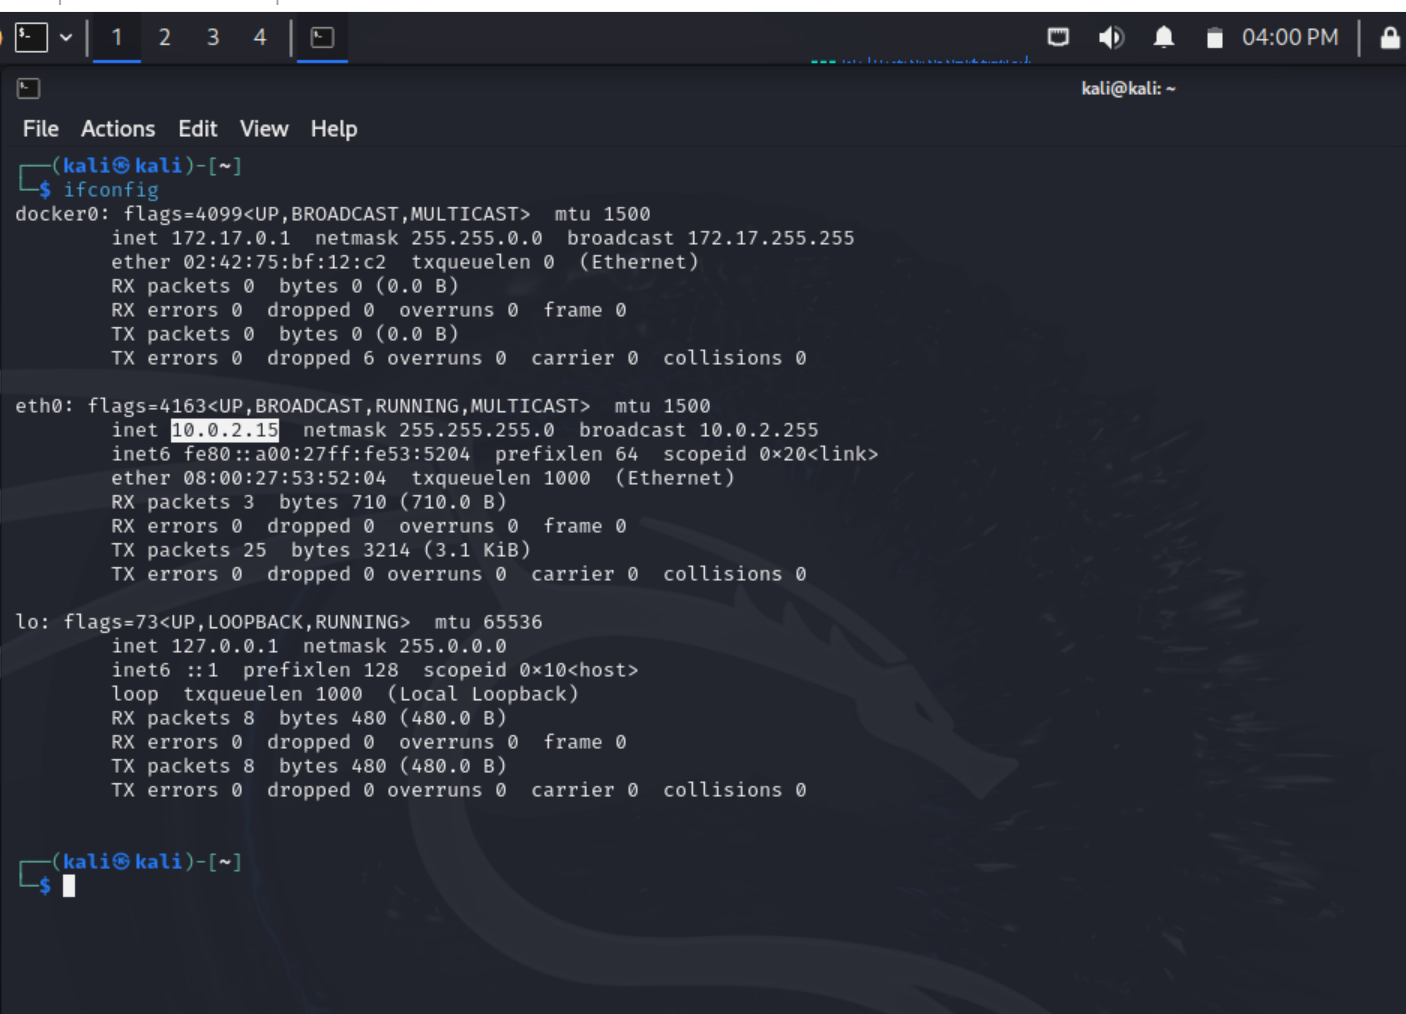 1 2 3 4 04:00 PM
kali@kali: ~
File Actions Edit View Help
┌──(kali㉿kali)-[~]
└─$ ifconfig
docker0: flags=4099<UP,BROADCAST,MULTICAST>  mtu 1500
        inet 172.17.0.1  netmask 255.255.0.0  broadcast 172.17.255.255
        ether 02:42:75:bf:12:c2  txqueuelen 0  (Ethernet)
        RX packets 0  bytes 0 (0.0 B)
        RX errors 0  dropped 0  overruns 0  frame 0
        TX packets 0  bytes 0 (0.0 B)
        TX errors 0  dropped 6 overruns 0  carrier 0  collisions 0
eth0: flags=4163<UP,BROADCAST,RUNNING,MULTICAST>  mtu 1500
        inet 10.0.2.15  netmask 255.255.255.0  broadcast 10.0.2.255
        inet6 fe80::a00:27ff:fe53:5204  prefixlen 64  scopeid 0×20<link>
        ether 08:00:27:53:52:04  txqueuelen 1000  (Ethernet)
        RX packets 3  bytes 710 (710.0 B)
        RX errors 0  dropped 0  overruns 0  frame 0
        TX packets 25  bytes 3214 (3.1 KiB)
        TX errors 0  dropped 0 overruns 0  carrier 0  collisions 0
lo: flags=73<UP,LOOPBACK,RUNNING>  mtu 65536
        inet 127.0.0.1  netmask 255.0.0.0
        inet6 ::1  prefixlen 128  scopeid 0×10<host>
        loop  txqueuelen 1000  (Local Loopback)
        RX packets 8  bytes 480 (480.0 B)
        RX errors 0  dropped 0  overruns 0  frame 0
        TX packets 8  bytes 480 (480.0 B)
        TX errors 0  dropped 0 overruns 0  carrier 0  collisions 0
┌──(kali㉿kali)-[~]
└─$